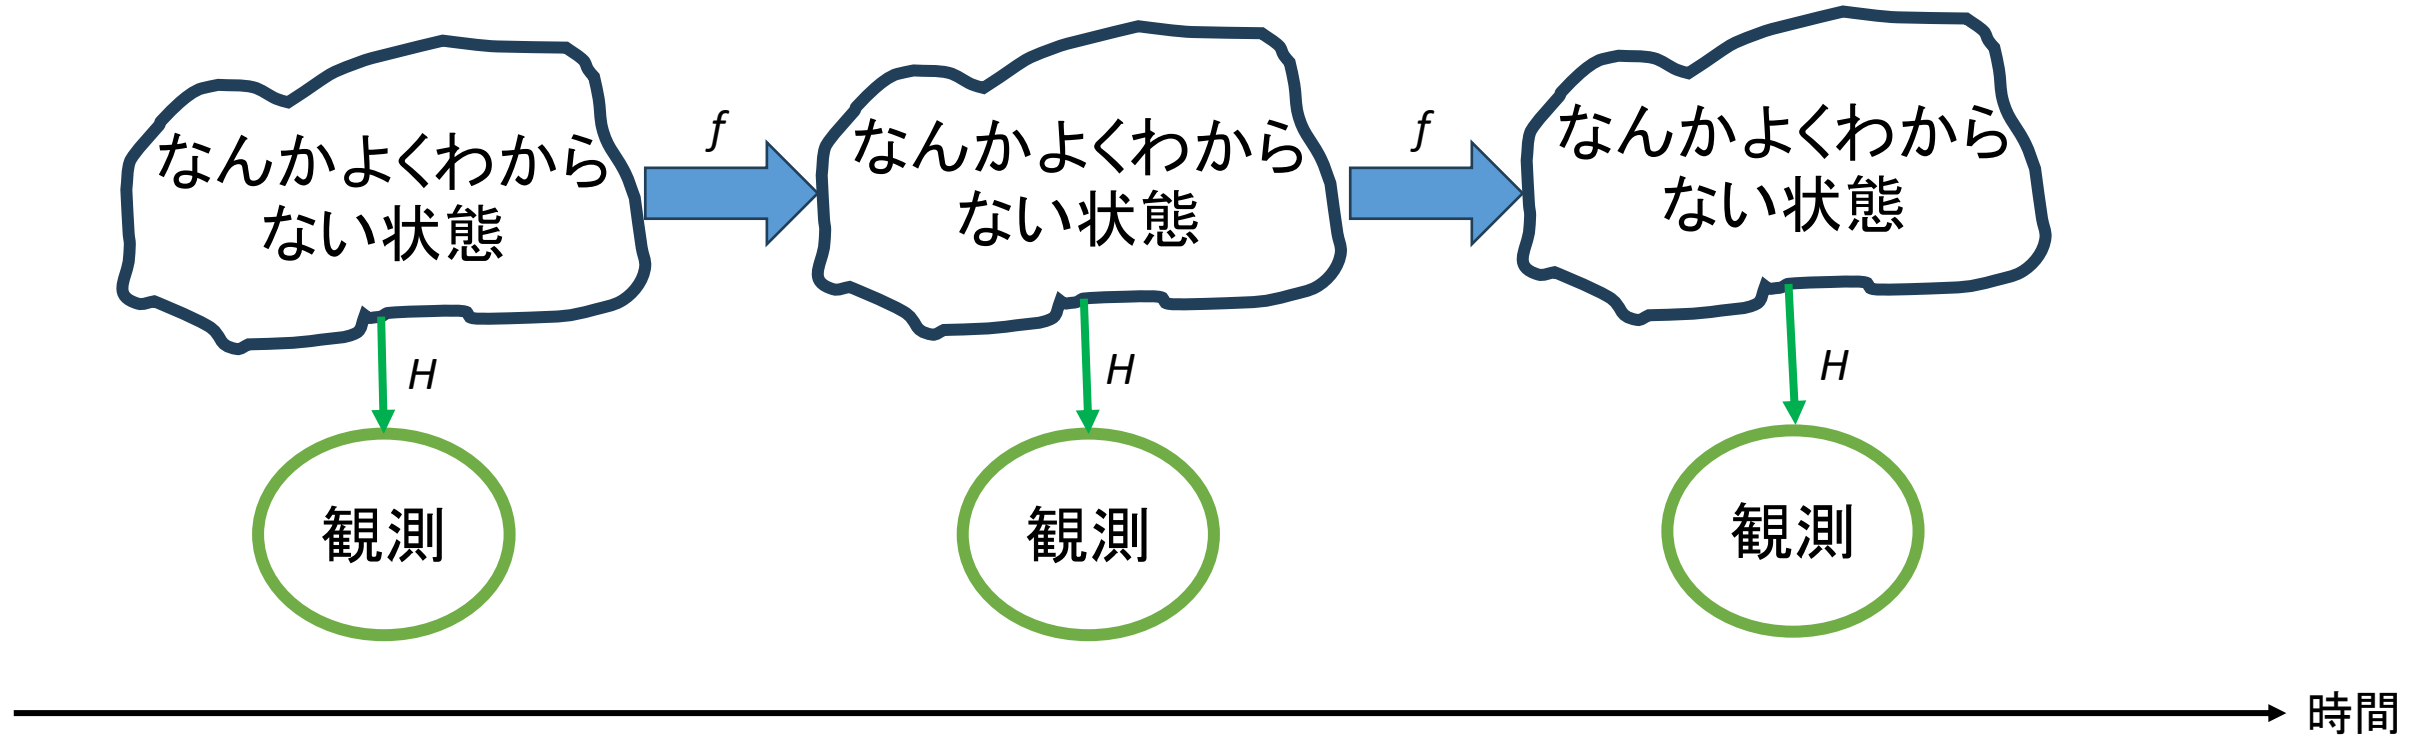 なんかよくわから
ない状態
f
なんかよくわから
ない状態
f
なんかよくわから
ない状態
H
H
H
観測
観測
観測
時間